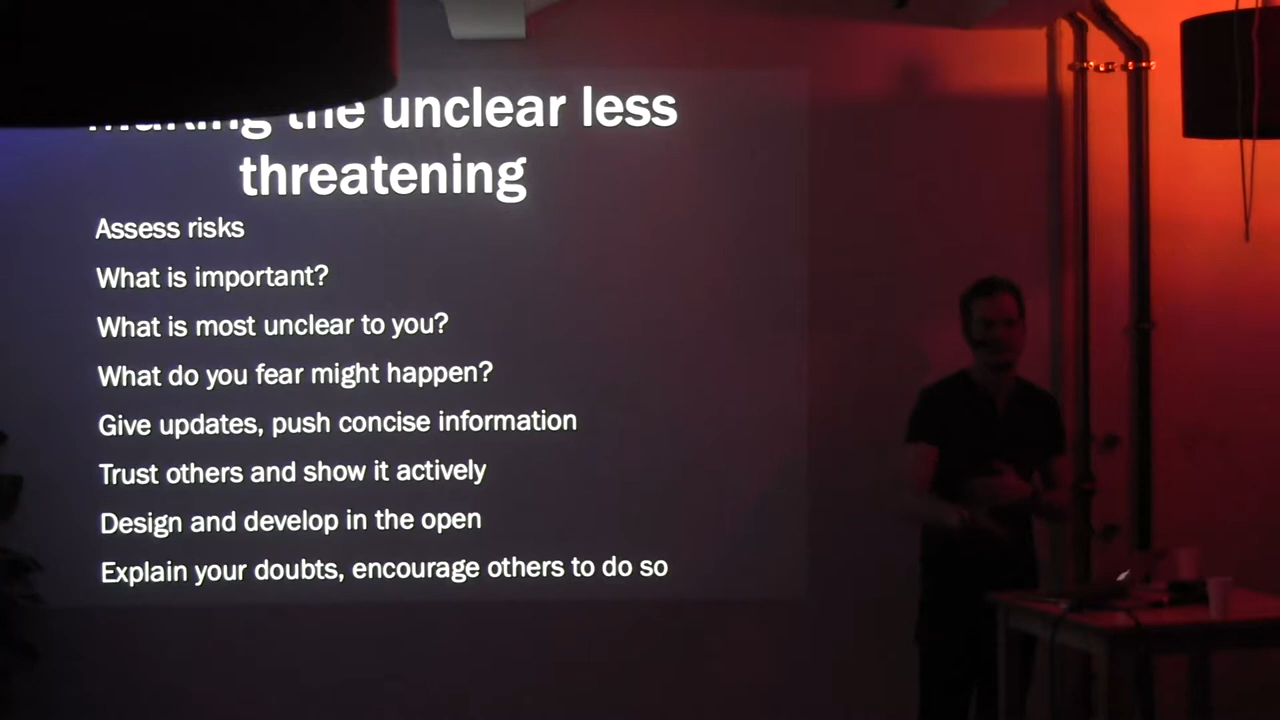 Making the unclear less
threatening
Assess risks
What is important?
What is most unclear to you?
What do you fear might happen?
Give updates, push concise information
Trust others and show it actively
Design and develop in the open
Explain your doubts, encourage others to do so